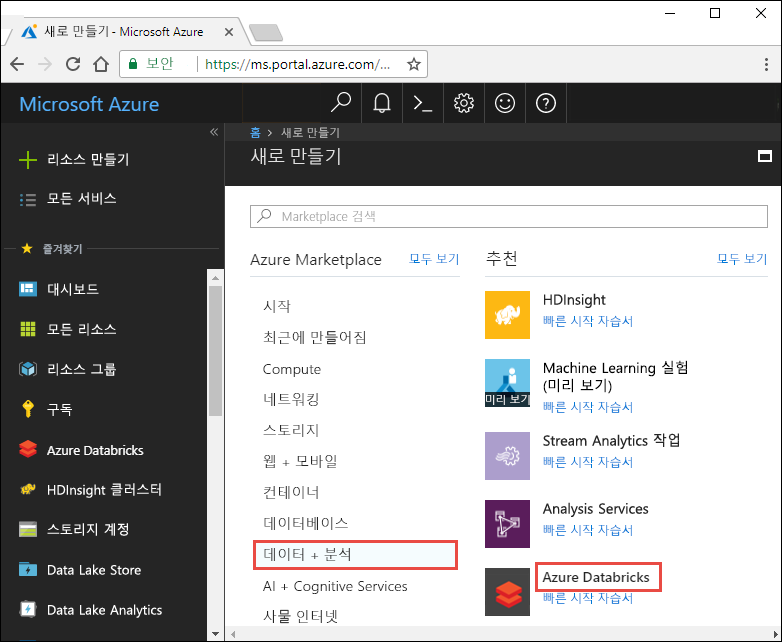 새로 만들기 - Microsoft Azure
보안 https://ms.portal.azure.com/...
Microsoft Azure
리소스 만들기
모든 서비스
즐겨찾기
대시보드
모든 리소스
리소스 그룹
구독
Azure Databricks
HDInsight 클러스터
스토리지 계정
Data Lake Store
Data Lake Analytics
홈 > 새로 만들기
새로 만들기
Marketplace 검색
Azure Marketplace 모두 보기
시작
최근에 만들어짐
Compute
네트워킹
스토리지
웹 + 모바일
컨테이너
데이터베이스
데이터 + 분석
AI + Cognitive Services
사물 인터넷
추천 모두 보기
HDInsight
빠른 시작 자습서
미리 보기
Machine Learning 실험
(미리 보기)
빠른 시작 자습서
Stream Analytics 작업
빠른 시작 자습서
Analysis Services
빠른 시작 자습서
Azure Databricks
빠른 시작 자습서